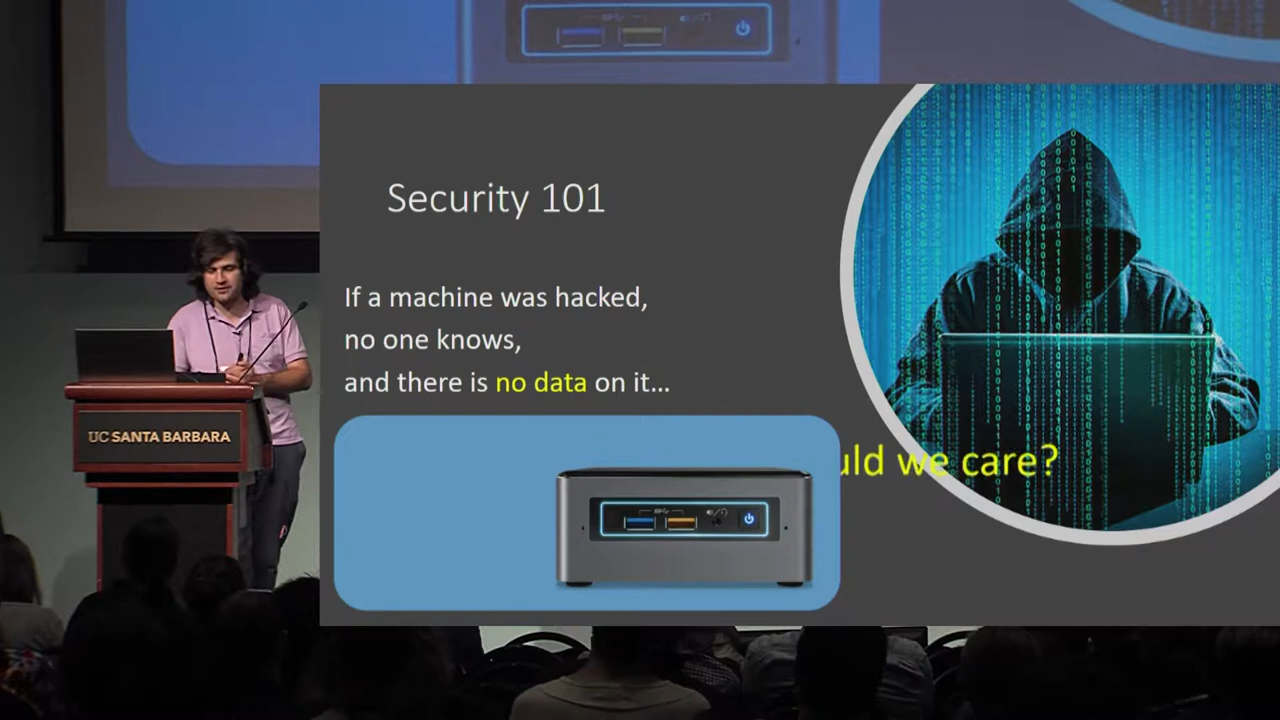 Security 101
If a machine was hacked,
no one knows,
and there is no data on it...
we care?
UC SANTA BARBARA